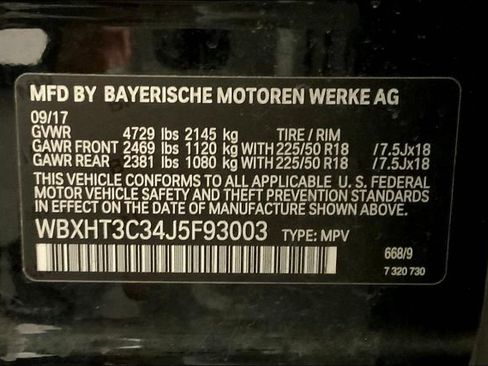 MFD BY BAYERISCHE MOTOREN WERKE AG
09/17
GVWR 4729 lbs 2145 kg TIRE / RIM
GAWR FRONT 2469 lbs 1120 kg WITH 225/50 R18 /7.5Jx18
GAWR REAR 2381 lbs 1080 kg WITH 225/50 R18 /7.5Jx18
THIS VEHICLE CONFORMS TO ALL APPLICABLE U. S. FEDERAL
MOTOR VEHICLE SAFETY AND THEFT PREVENTION STANDARDS
IN EFFECT ON THE DATE OF MANUFACTURE SHOWN ABOVE.
WBXHT3C34J5F93003 TYPE: MPV
668/9
7 320 730